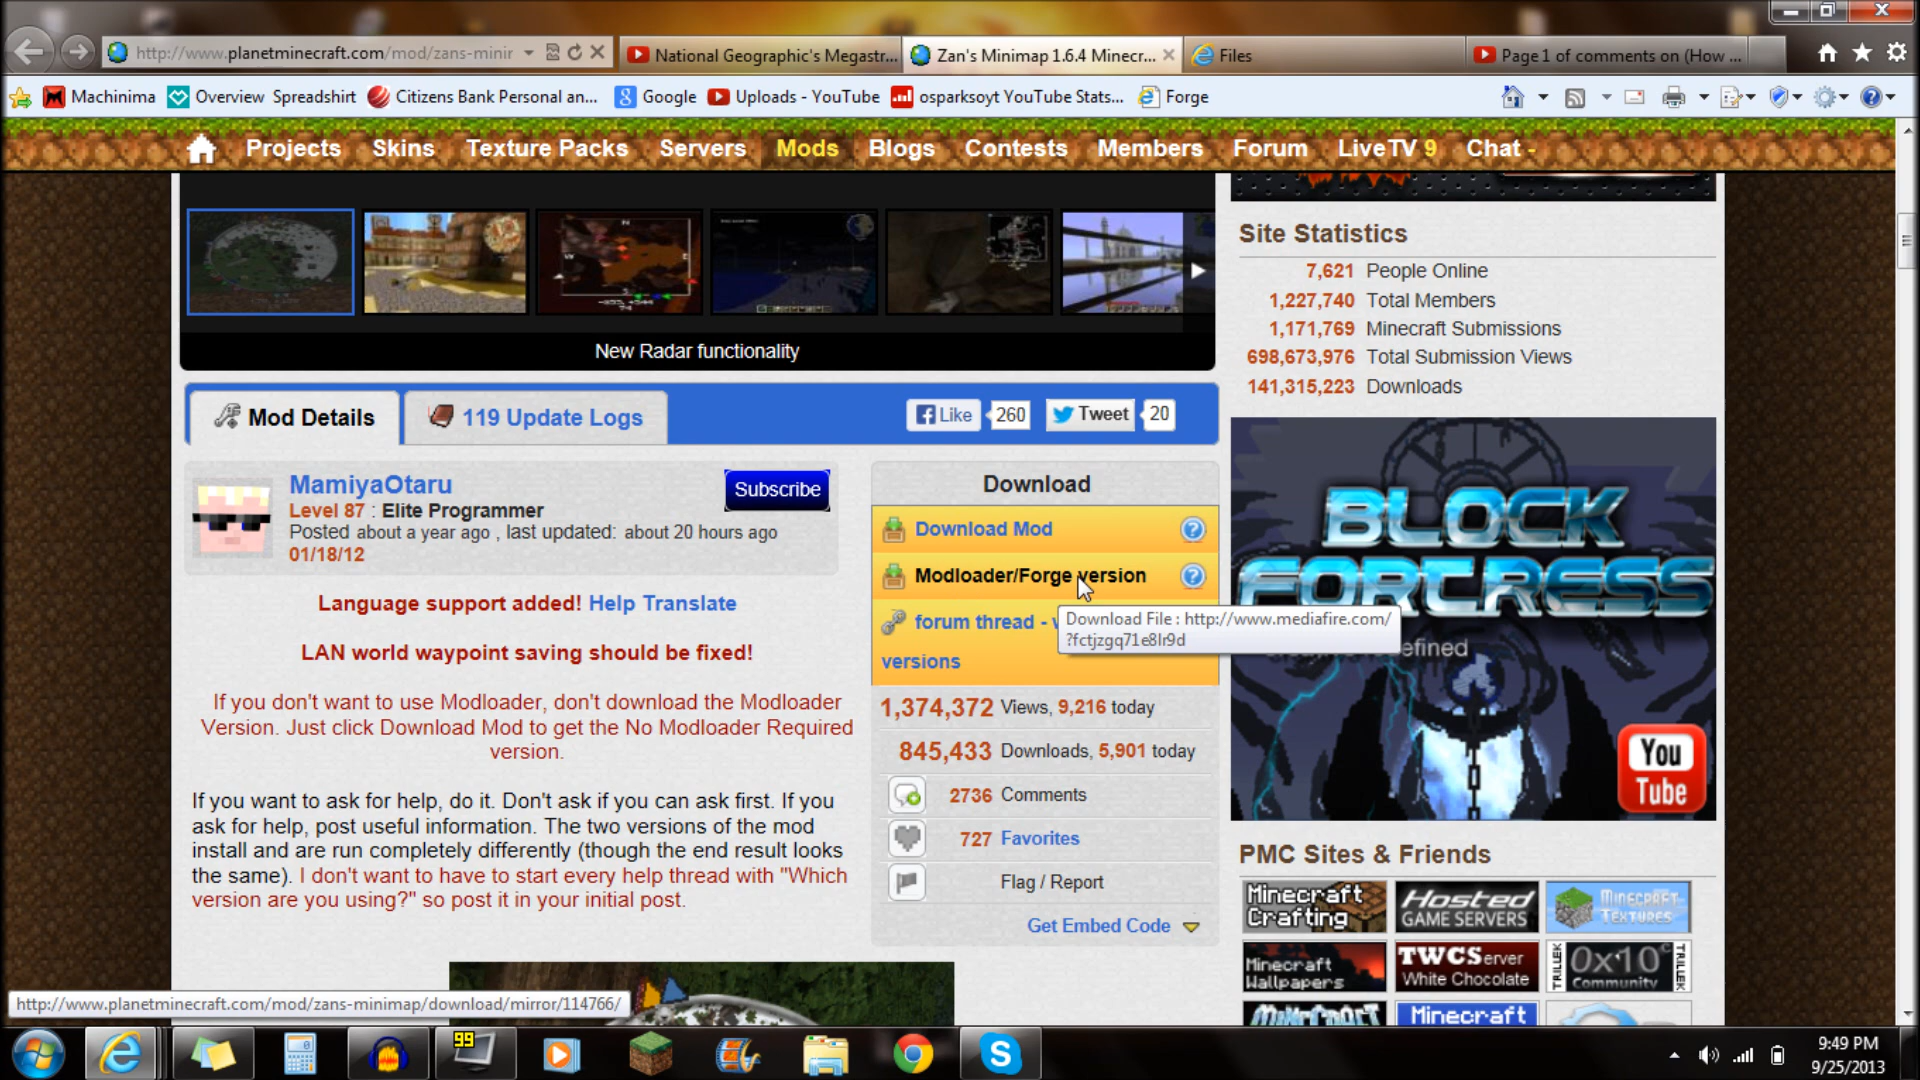 http://www.planetminecraft.com/mod/zans-minir
National Geographic's Megastr...
Zan's Minimap 1.6.4 Minecr...
Files
Page 1 of comments on (How ...
Machinima
Overview Spreadshirt
Citizens Bank Personal an...
Google
Uploads - YouTube
osparksoyt YouTube Stats...
Forge
Projects
Skins
Texture Packs
Servers
Mods
Blogs
Contests
Members
Forum
LiveTV 9
Chat -
New Radar functionality
Mod Details
119 Update Logs
Like
260
Tweet
20
MamiyaOtaru
Level 87 : Elite Programmer
Posted about a year ago , last updated: about 20 hours ago
01/18/12
Subscribe
Language support added! Help Translate
LAN world waypoint saving should be fixed!
If you don't want to use Modloader, don't download the Modloader
Version. Just click Download Mod to get the No Modloader Required
version.
If you want to ask for help, do it. Don't ask if you can ask first. If you
ask for help, post useful information. The two versions of the mod
install and are run completely differently (though the end result looks
the same). I don't want to have to start every help thread with "Which
version are you using?" so post it in your initial post.
Download
Download Mod
Modloader/Forge version
forum thread -
versions
Download File : http://www.mediafire.com/
?fctjzgq71e8lr9d
1,374,372 Views, 9,216 today
845,433 Downloads, 5,901 today
2736 Comments
727 Favorites
Flag / Report
Get Embed Code
Site Statistics
7,621 People Online
1,227,740 Total Members
1,171,769 Minecraft Submissions
698,673,976 Total Submission Views
141,315,223 Downloads
BLOCK
FORTRESS
efined
You
Tube
PMC Sites & Friends
Minecraft
Crafting
Hosted
GAME SERVERS
MINECRAFT
TEXTURES
Minecraft
Wallpapers
TWCServer
White Chocolate
TRILLEK
0x10c
Community
TRILLEK
MINECRAFT
Minecraft
http://www.planetminecraft.com/mod/zans-minimap/download/mirror/114766/
99
9:49 PM
9/25/2013